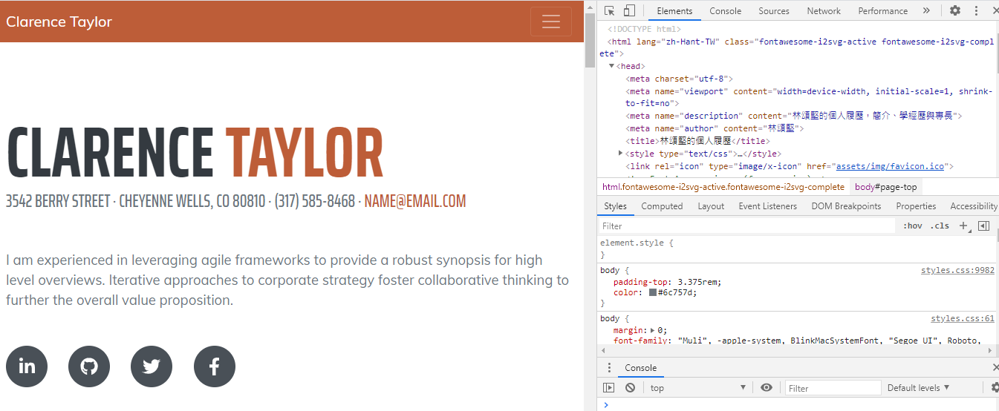 Clarence Taylor
CLARENCE TAYLOR
3542 BERRY STREET · CHEYENNE WELLS, CO 80810 · (317) 585-8468 · NAME@EMAIL.COM
I am experienced in leveraging agile frameworks to provide a robust synopsis for high
level overviews. Iterative approaches to corporate strategy foster collaborative thinking to
further the overall value proposition.
Elements Console Sources Network Performance »
<!DOCTYPE html>
<html lang="zh-Hant-TW" class="fontawesome-i2svg-active fontawesome-i2svg-compl
ete">
<head>
<meta charset="utf-8">
<meta name="viewport" content="width=device-width, initial-scale=1, shrink-
to-fit=no">
<meta name="description" content="林頌堅的個人履歷，簡介、學經歷與專長">
<meta name="author" content="林頌堅">
<title>林頌堅的個人履歷</title>
<style type="text/css">…</style>
<link rel="icon" type="image/x-icon" href="assets/img/favicon.ico">
html.fontawesome-i2svg-active.fontawesome-i2svg-complete body#page-top
Styles Computed Layout Event Listeners DOM Breakpoints Properties Accessibility
Filter :hov .cls +
element.style {
}
body { styles.css:9982
padding-top: 3.375rem;
color: #6c757d;
}
body { styles.css:61
margin: 0;
font-family: "Muli", -apple-system, BlinkMacSystemFont, "Segoe UI", Roboto,
Console
top Filter Default levels